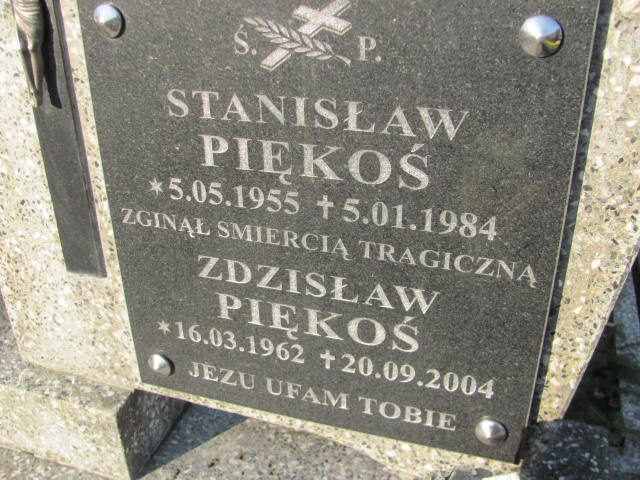 Ś. P.
STANISŁAW
PIĘKOŚ
*5.05.1955 †5.01.1984
ZGINĄŁ SMIERCIĄ TRAGICZNĄ
ZDZISŁAW
PIĘKOŚ
*16.03.1962 †20.09.2004
JEZU UFAM TOBIE